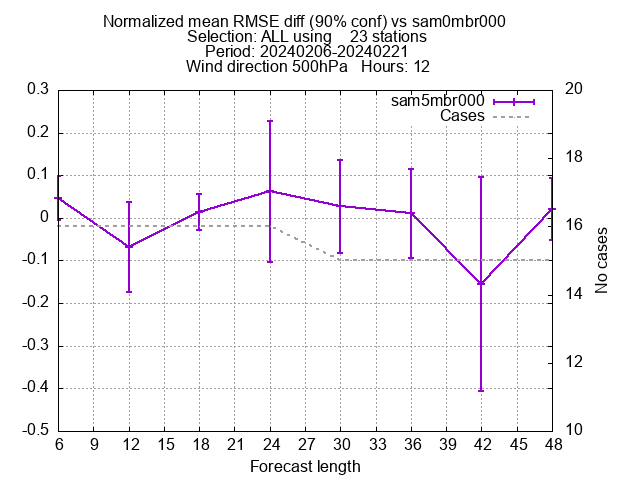 Normalized mean RMSE diff (90% conf) vs sam0mbr000
Selection: ALL using    23 stations
Period: 20240206-20240221
Wind direction 500hPa   Hours: 12
sam5mbr000
Cases
0.3
0.2
0.1
0
-0.1
-0.2
-0.3
-0.4
-0.5
20
18
16
14
12
10
No cases
6 9 12 15 18 21 24 27 30 33 36 39 42 45 48
Forecast length